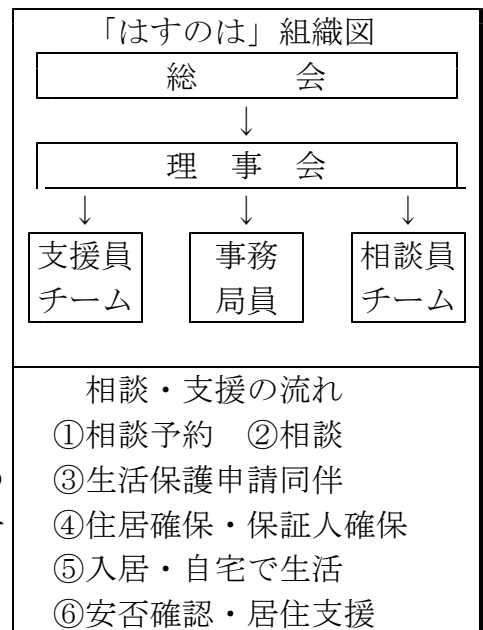 「はすのは」組織図
総　　会
↓
理　事　会
↓　↓　↓
支援員チーム　事務局員　相談員チーム
相談・支援の流れ
①相談予約　②相談
③生活保護申請同伴
④住居確保・保証人確保
⑤入居・自宅で生活
⑥安否確認・居住支援